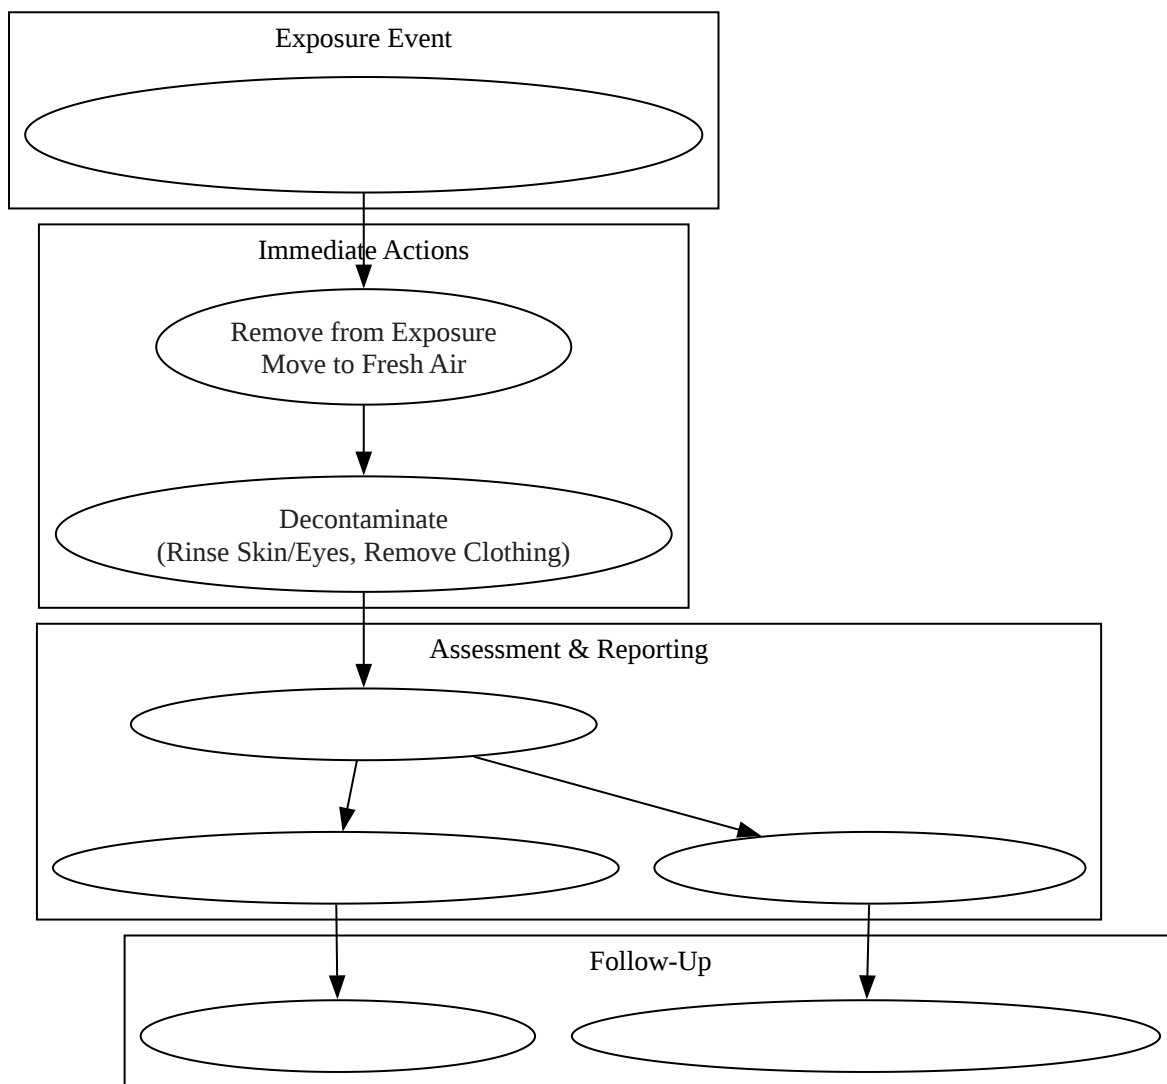 Exposure Event
Immediate Actions
Remove from Exposure
Move to Fresh Air
Decontaminate
(Rinse Skin/Eyes, Remove Clothing)
Assessment & Reporting
Follow-Up